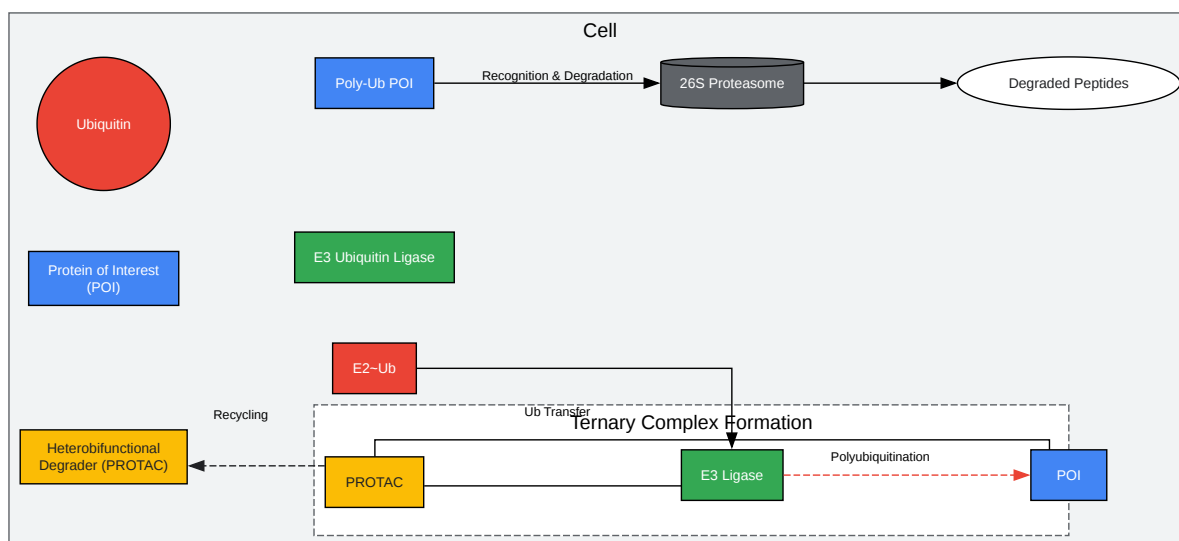 Cell
Ubiquitin
Poly-Ub POI
Recognition & Degradation
26S Proteasome
Degraded Peptides
Protein of Interest
(POI)
E3 Ubiquitin Ligase
E2~Ub
Recycling
Ub Transfer
Ternary Complex Formation
Heterobifunctional
Degrader (PROTAC)
PROTAC
E3 Ligase
Polyubiquitination
POI